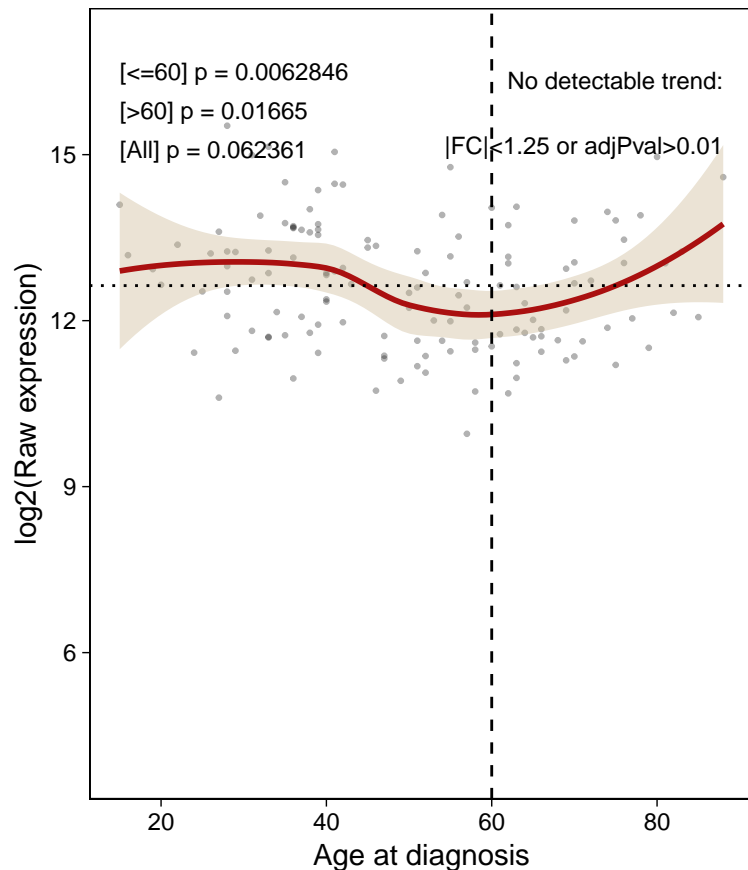 [<=60] p = 0.0062846
[>60] p = 0.01665
[All] p = 0.062361
No detectable trend:
|FC|<1.25 or adjPval>0.01
15
12
9
6
log2(Raw expression)
20
40
60
80
Age at diagnosis